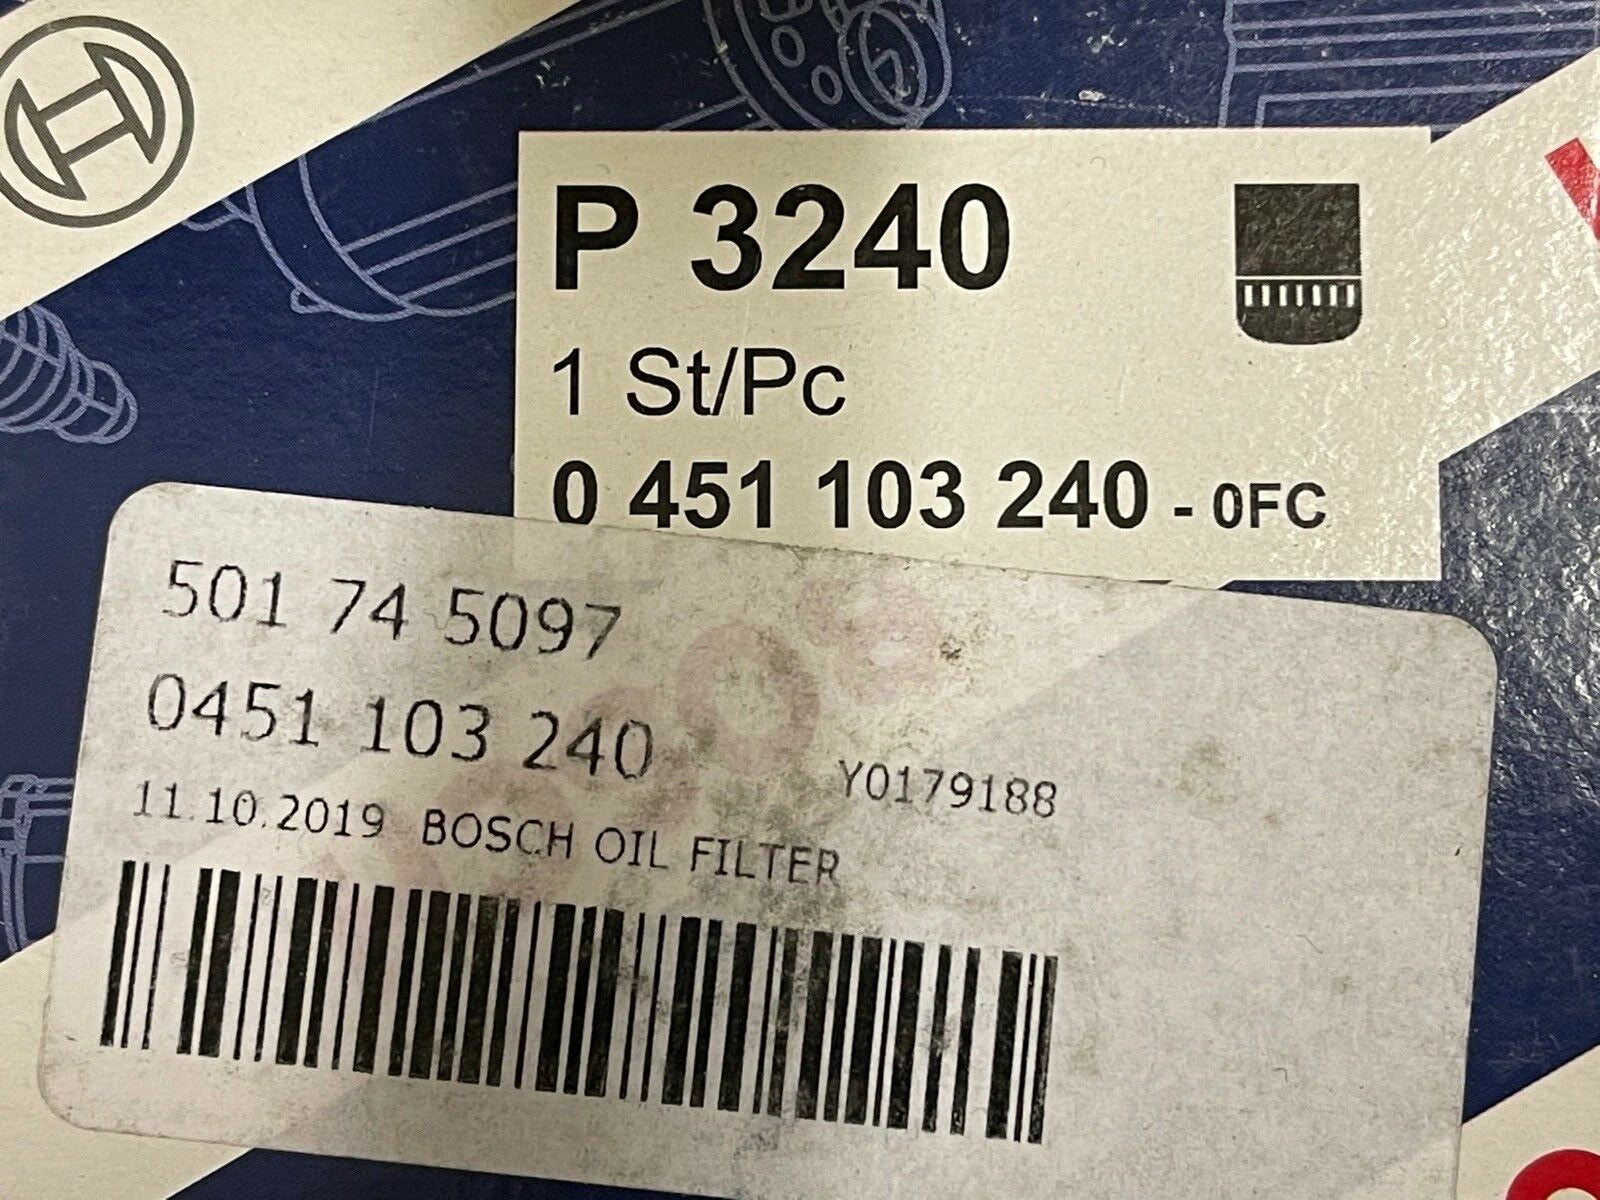 P 3240
1 St/Pc
0 451 103 240 - 0FC
501 74 5097
0451 103 240
Y0179188
11.10.2019 BOSCH OIL FILTER